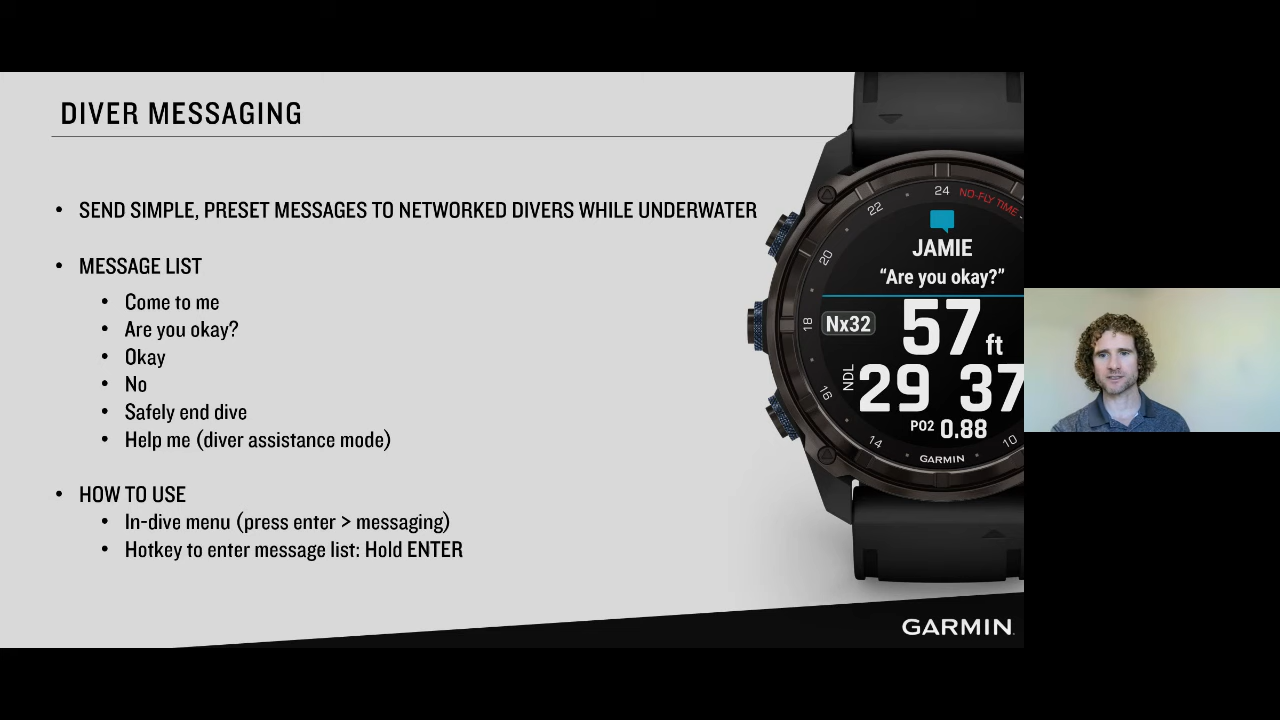 DIVER MESSAGING
• SEND SIMPLE, PRESET MESSAGES TO NETWORKED DIVERS WHILE UNDERWATER
• MESSAGE LIST
• Come to me
• Are you okay?
• Okay
• No
• Safely end dive
• Help me (diver assistance mode)
• HOW TO USE
• In-dive menu (press enter > messaging)
• Hotkey to enter message list: Hold ENTER
24
NO-FLY TIME
22
20
18
16
14
10
JAMIE
“Are you okay?”
Nx32
57 ft
NDL
29 37
PO2 0.88
GARMIN
GARMIN.